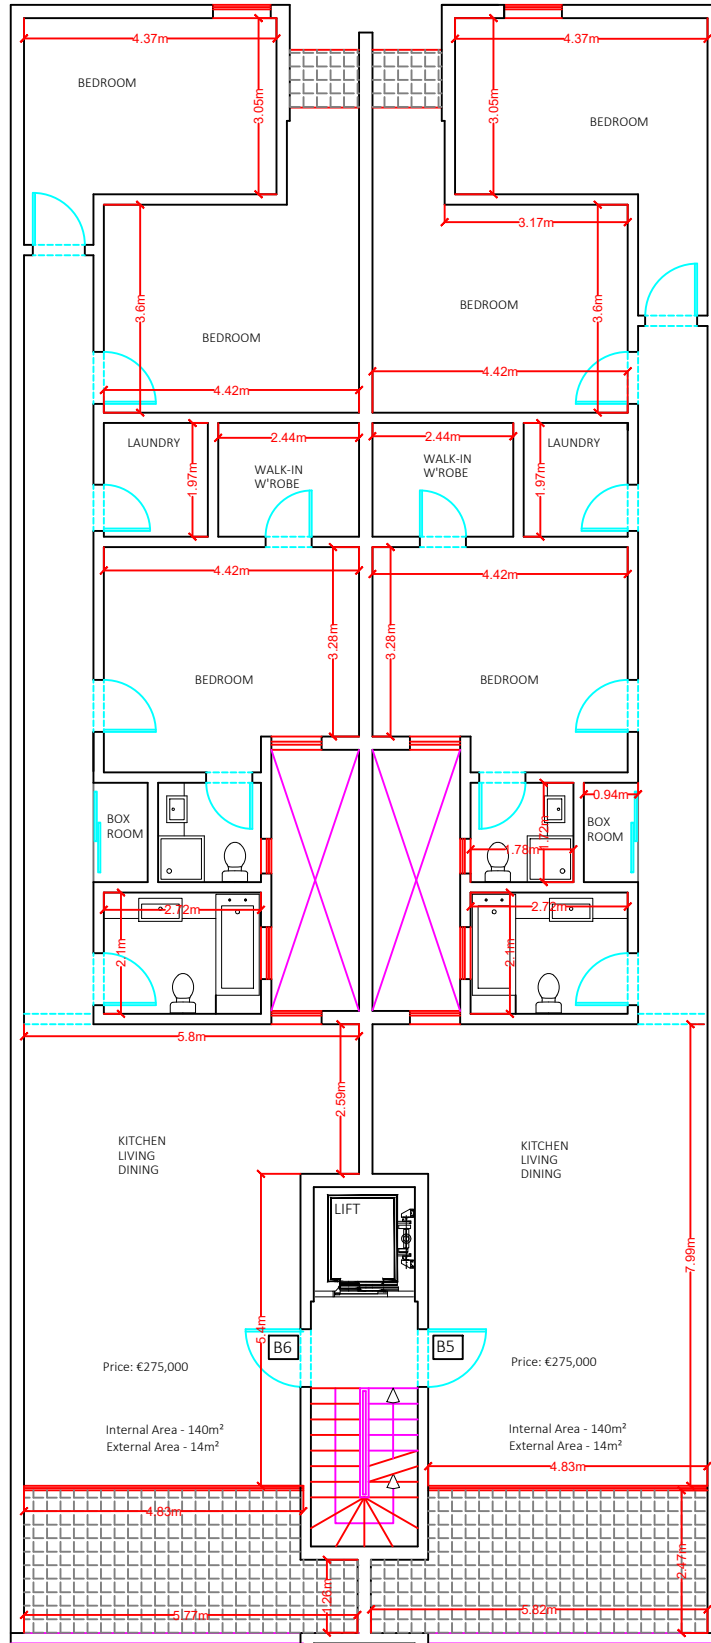 4.37m
4.37m
BEDROOM
3.05m
3.05m
BEDROOM
3.17m
3.6m
BEDROOM
3.6m
BEDROOM
4.42m
4.42m
LAUNDRY
2.44m
2.44m
LAUNDRY
1.97m
WALK-IN
W'ROBE
WALK-IN
W'ROBE
1.97m
4.42m
4.42m
3.28m
3.28m
BEDROOM
BEDROOM
BOX
ROOM
1.72m
1.78m
0.94m
BOX
ROOM
2.72m
2.1m
2.72m
2.1m
5.8m
2.59m
KITCHEN
LIVING
DINING
KITCHEN
LIVING
DINING
LIFT
7.99m
5.4m
B6
B5
Price: €275,000
Price: €275,000
Internal Area - 140m²
External Area - 14m²
Internal Area - 140m²
External Area - 14m²
4.83m
4.83m
2.47m
1.26m
5.77m
5.82m